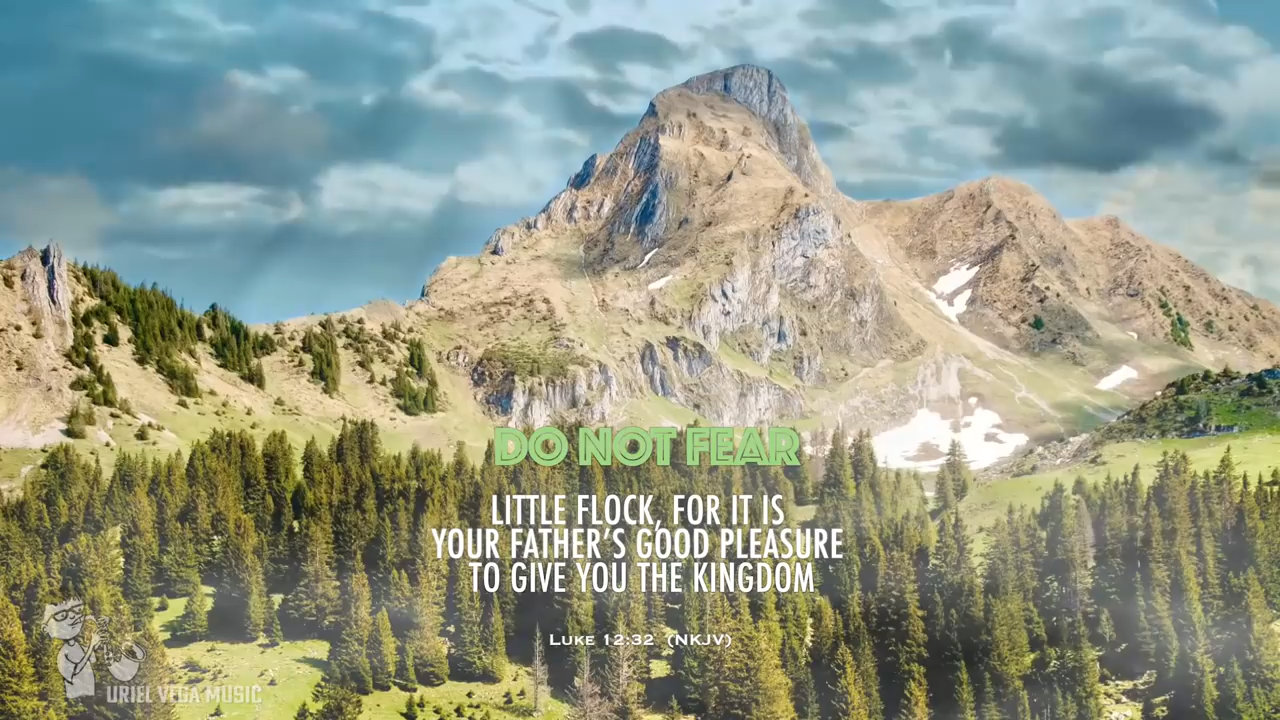 DO NOT FEAR
LITTLE FLOCK, FOR IT IS
YOUR FATHER'S GOOD PLEASURE
TO GIVE YOU THE KINGDOM
Luke 12:32 (NKJV)
URIEL VEGA MUSIC